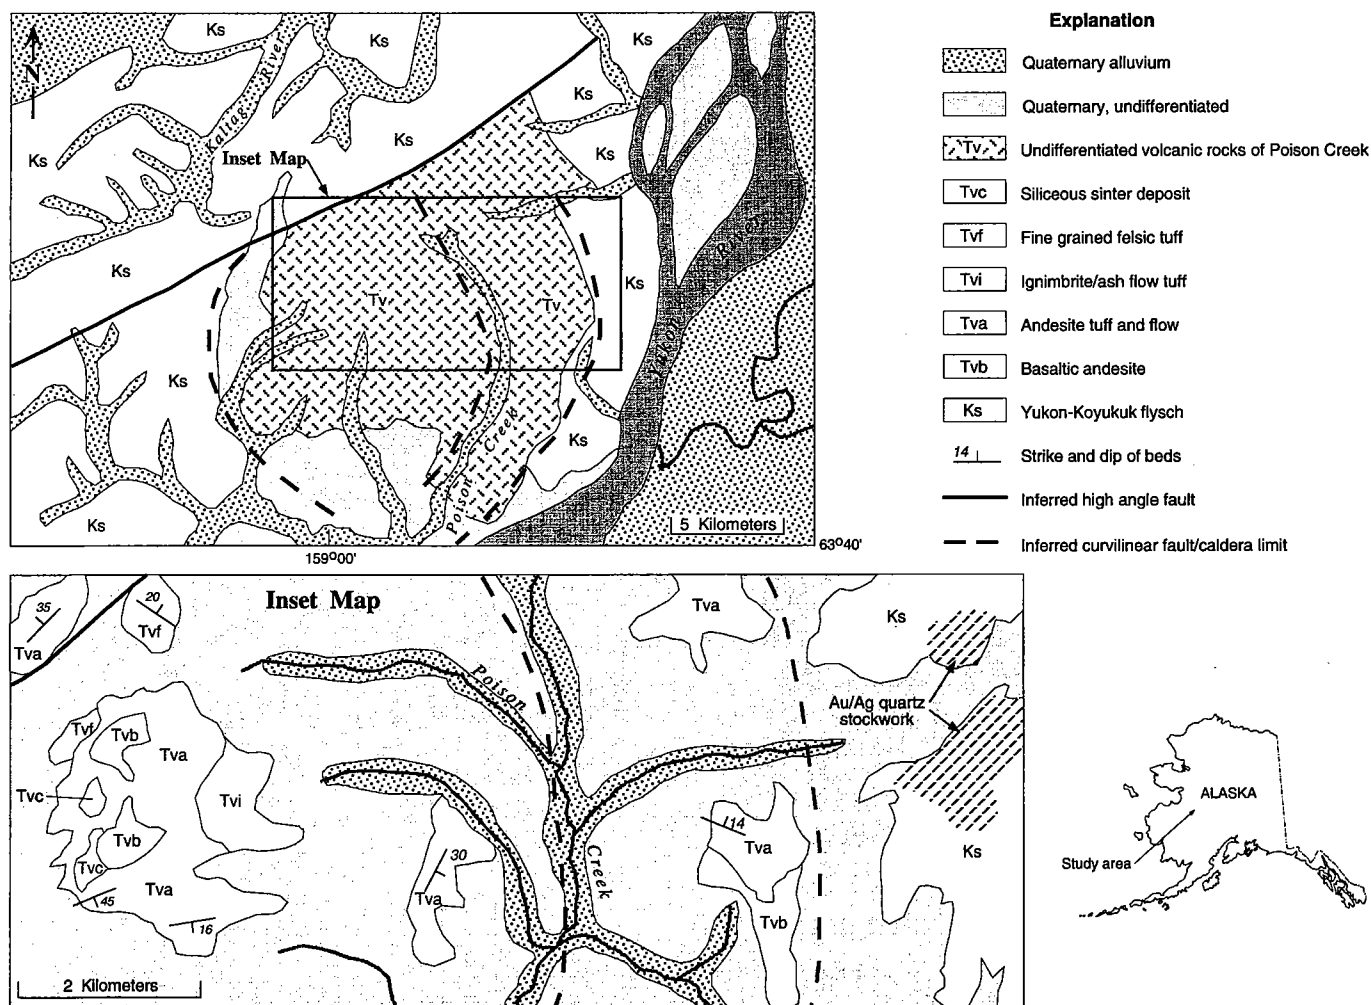 Ks
Ks
Ks
N
Kaltag River
Ks
Ks
Ks
Ks
Inset Map
Ks
Tv
Tv
Ks
Ks
Yukon River
Poison Creek
Ks
Ks
5 Kilometers
159°00'
63°40'
Explanation
Quaternary alluvium
Quaternary, undifferentiated
Tv Undifferentiated volcanic rocks of Poison Creek
Tvc Siliceous sinter deposit
Tvf Fine grained felsic tuff
Tvi Ignimbrite/ash flow tuff
Tva Andesite tuff and flow
Tvb Basaltic andesite
Ks Yukon-Koyukuk flysch
14 Strike and dip of beds
Inferred high angle fault
Inferred curvilinear fault/caldera limit
Inset Map
35
Tva
20
Tvf
Tva
Ks
Poison
Au/Ag quartz
stockwork
Tvf
Tvb
Tva
Tvc
Tvi
Tvb
Tvc
Tva
45
16
30
Tva
Creek
14
Tva
Tvb
Ks
2 Kilometers
ALASKA
Study area